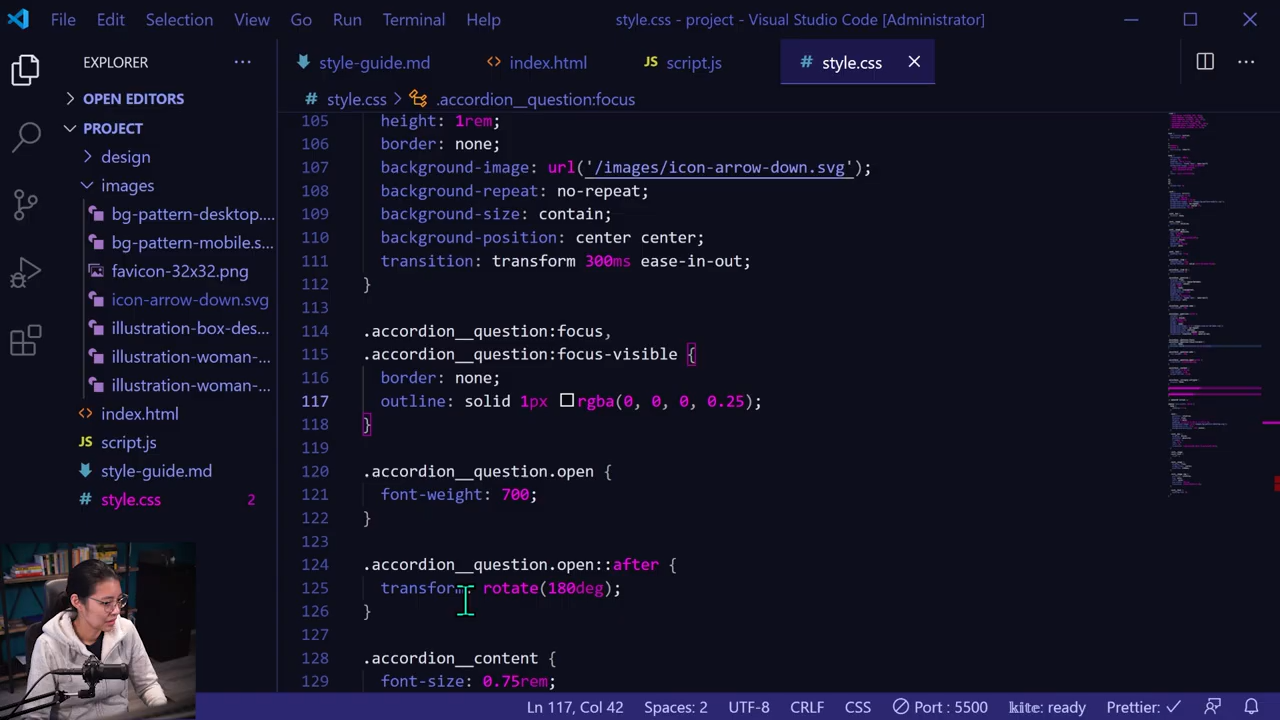 File Edit Selection View Go Run Terminal Help style.css - project - Visual Studio Code [Administrator]
EXPLORER
style-guide.md
<> index.html
JS script.js
# style.css
OPEN EDITORS
PROJECT
design
images
bg-pattern-desktop....
bg-pattern-mobile.s...
favicon-32x32.png
icon-arrow-down.svg
illustration-box-des...
illustration-woman-...
illustration-woman-...
<> index.html
JS script.js
style-guide.md
# style.css 2
# style.css > .accordion__question:focus
105 height: 1rem;
106 border: none;
107 background-image: url('/images/icon-arrow-down.svg');
108 background-repeat: no-repeat;
109 background-size: contain;
110 background-position: center center;
111 transition: transform 300ms ease-in-out;
112 }
113
114 .accordion__question:focus,
115 .accordion__question:focus-visible {
116 border: none;
117 outline: solid 1px rgba(0, 0, 0, 0.25);
118 }
119
120 .accordion__question.open {
121 font-weight: 700;
122 }
123
124 .accordion__question.open::after {
125 transform: rotate(180deg);
126 }
127
128 .accordion__content {
129 font-size: 0.75rem;
Ln 117, Col 42 Spaces: 2 UTF-8 CRLF CSS Port : 5500 kite: ready Prettier: ✓